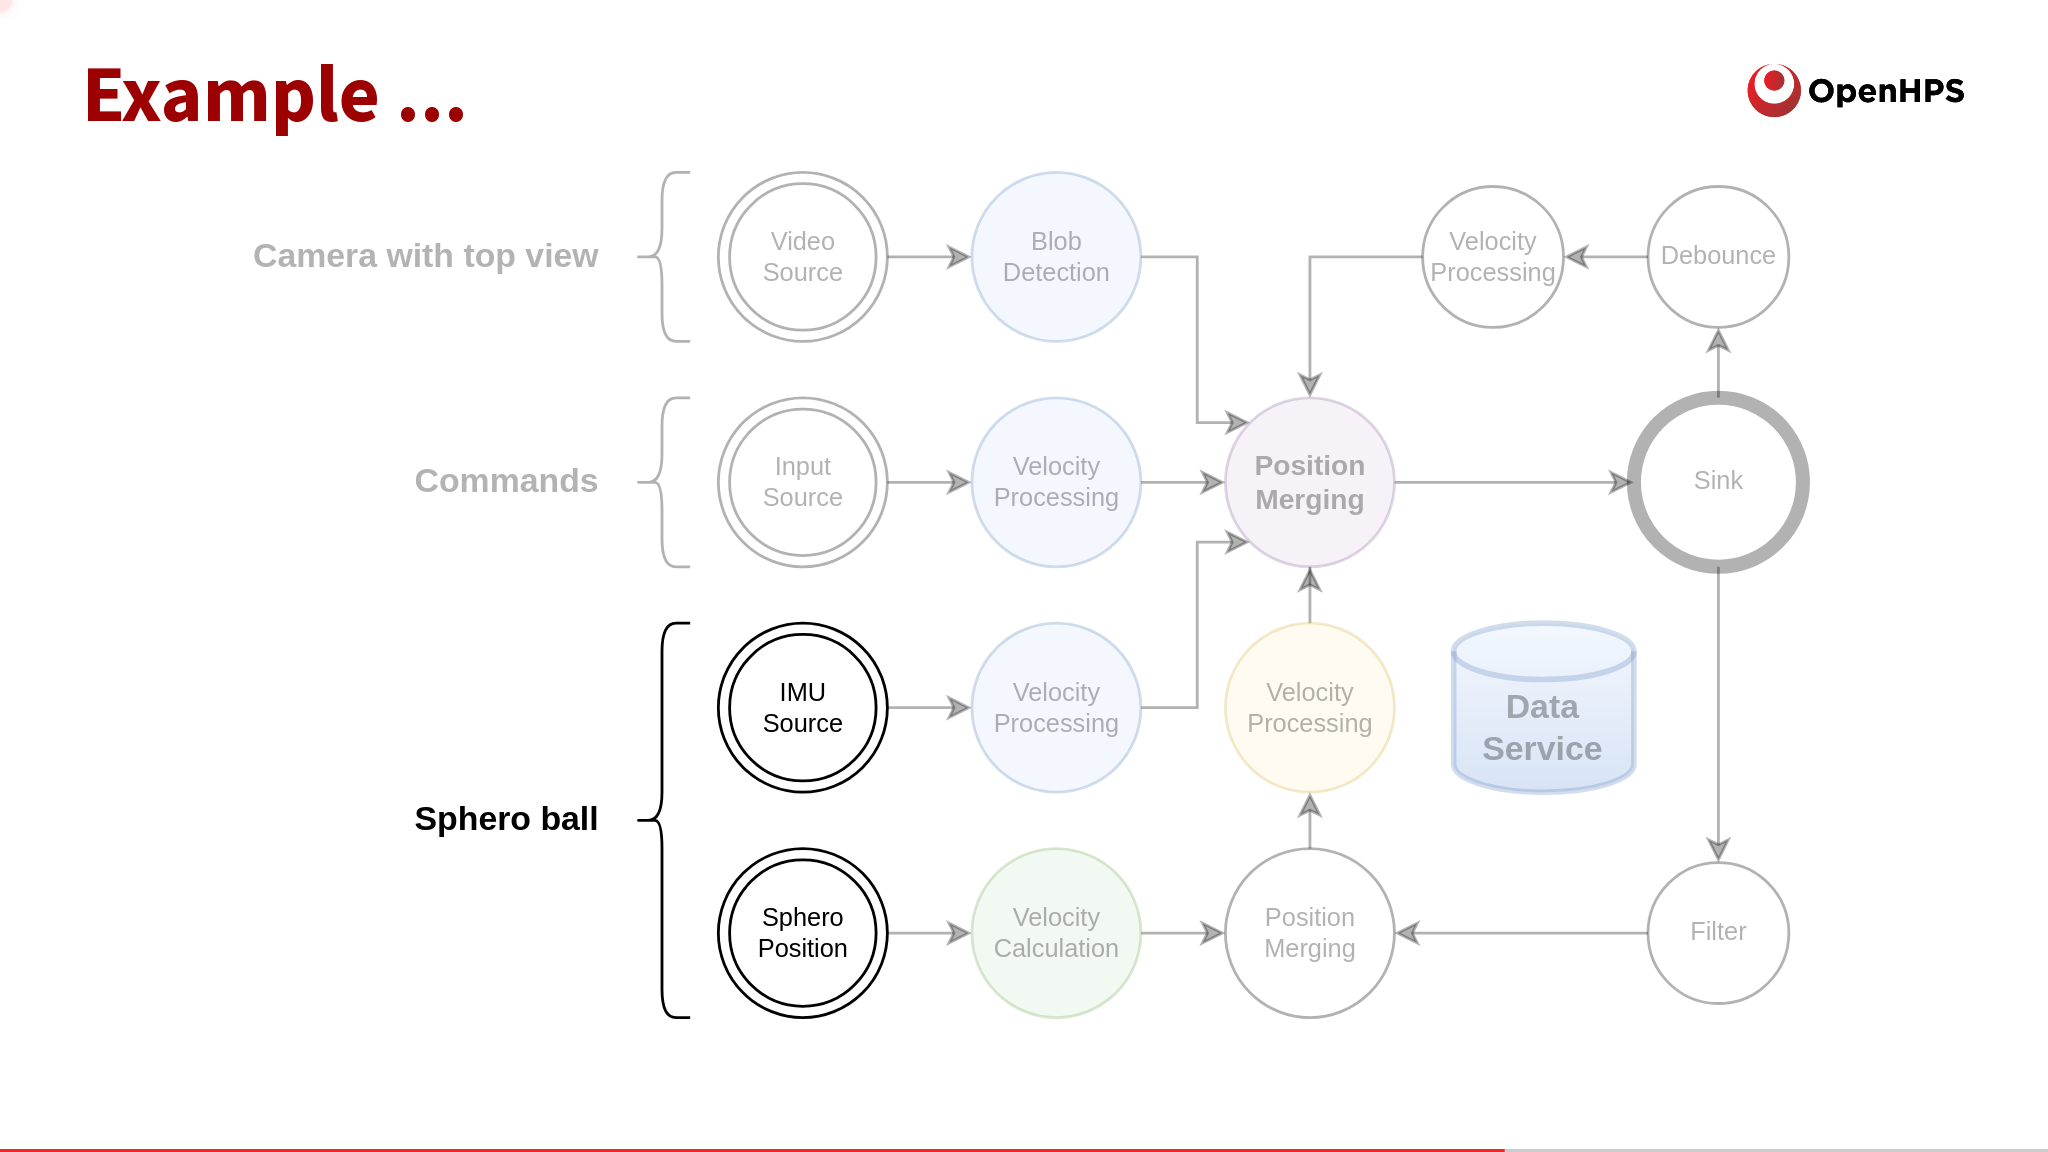 Example ...
OpenHPS
Camera with top view
Video
Source
Blob
Detection
Velocity
Processing
Debounce
Commands
Input
Source
Velocity
Processing
Position
Merging
Sink
Sphero ball
IMU
Source
Velocity
Processing
Velocity
Processing
Data
Service
Sphero
Position
Velocity
Calculation
Position
Merging
Filter